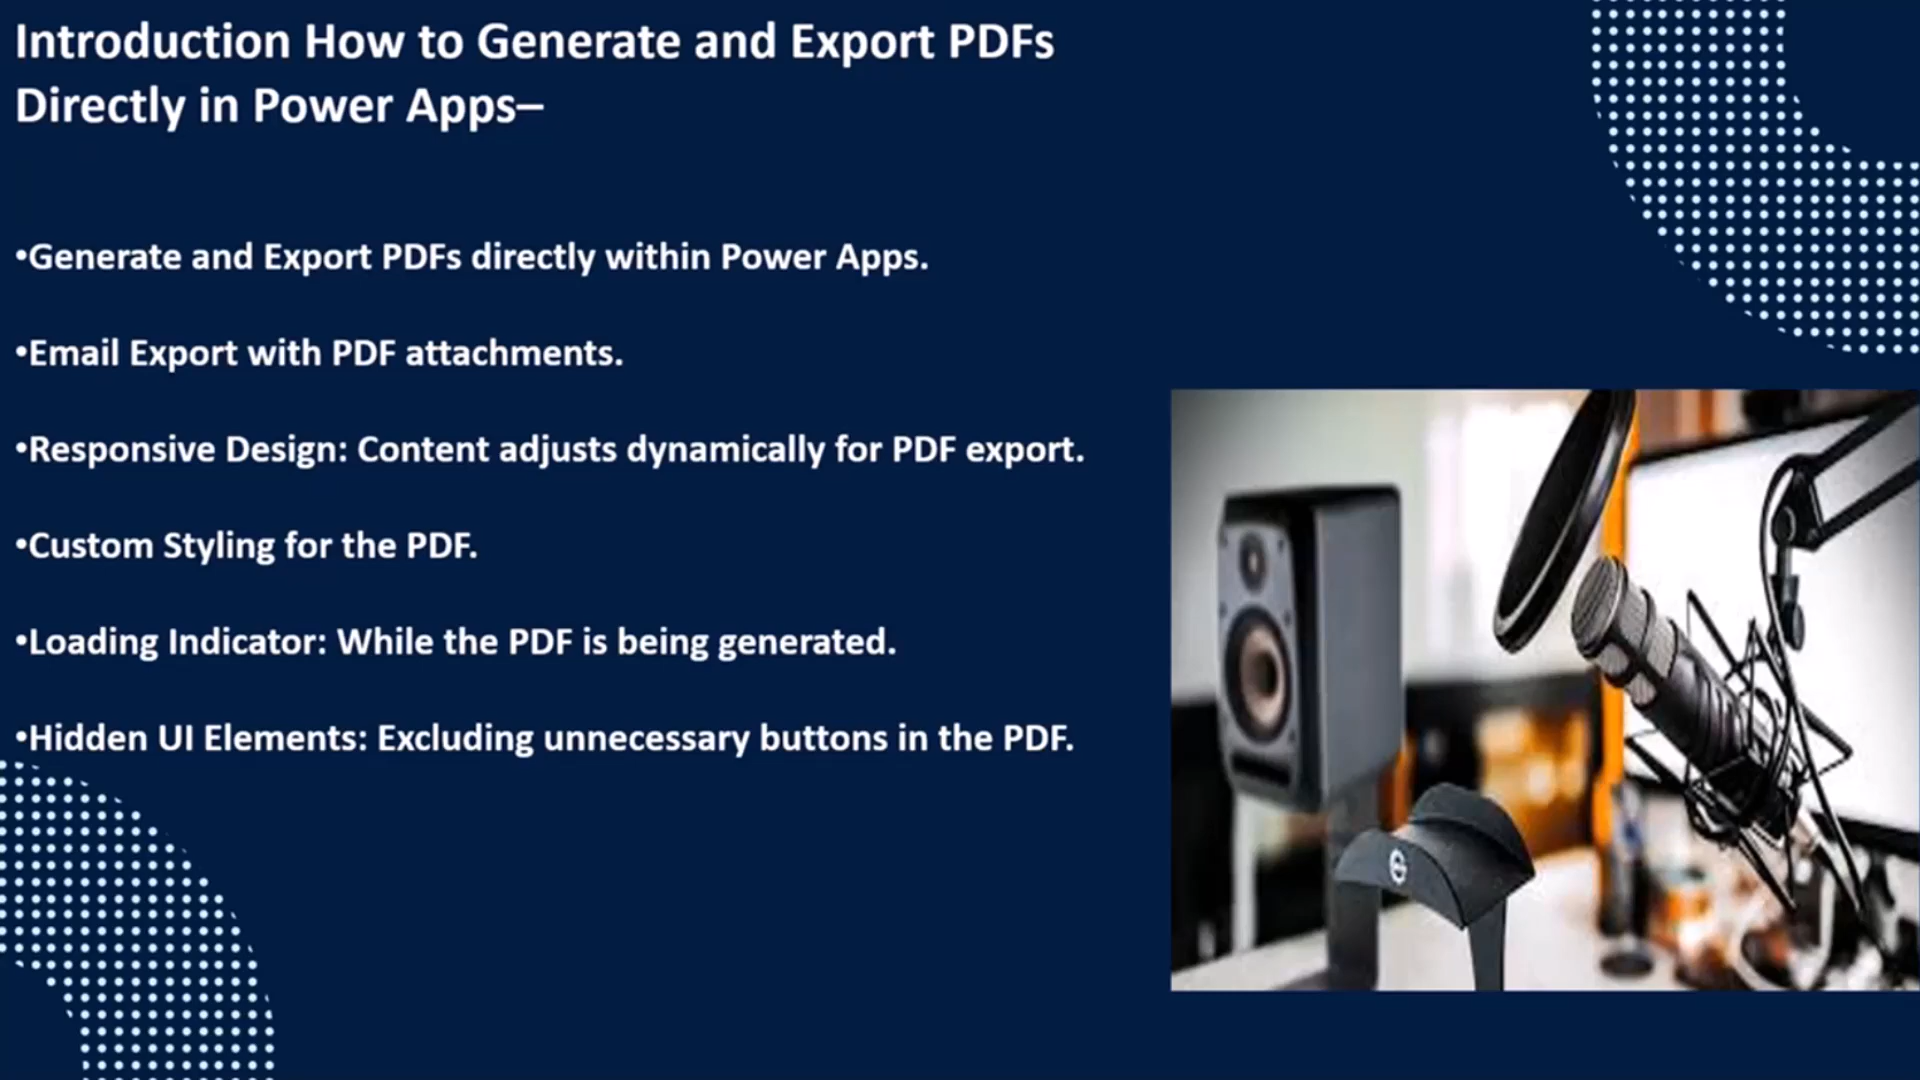 Introduction How to Generate and Export PDFs
Directly in Power Apps–
•Generate and Export PDFs directly within Power Apps.
•Email Export with PDF attachments.
•Responsive Design: Content adjusts dynamically for PDF export.
•Custom Styling for the PDF.
•Loading Indicator: While the PDF is being generated.
•Hidden UI Elements: Excluding unnecessary buttons in the PDF.